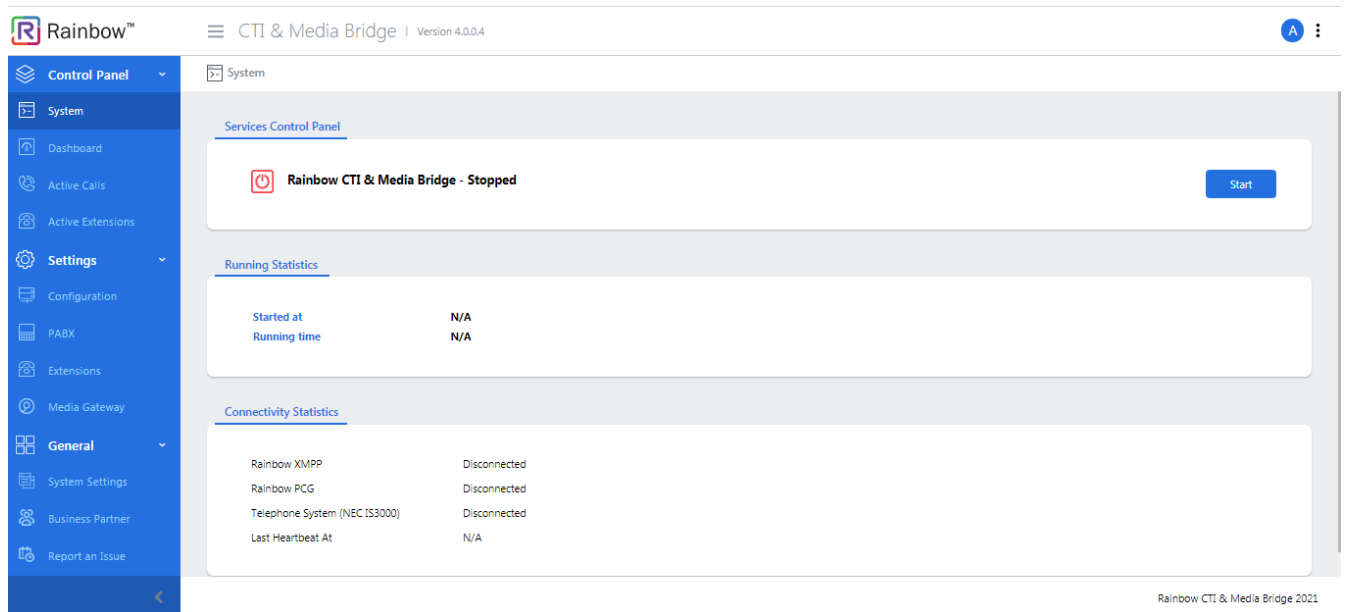 Rainbow™
CTI & Media Bridge | Version 4.0.0.4
A
Control Panel
System
Dashboard
Active Calls
Active Extensions
Settings
Configuration
PABX
Extensions
Media Gateway
General
System Settings
Business Partner
Report an Issue
System
Services Control Panel
Rainbow CTI & Media Bridge - Stopped
Start
Running Statistics
Started at N/A
Running time N/A
Connectivity Statistics
Rainbow XMPP Disconnected
Rainbow PCG Disconnected
Telephone System (NEC IS3000) Disconnected
Last Heartbeat At N/A
Rainbow CTI & Media Bridge 2021